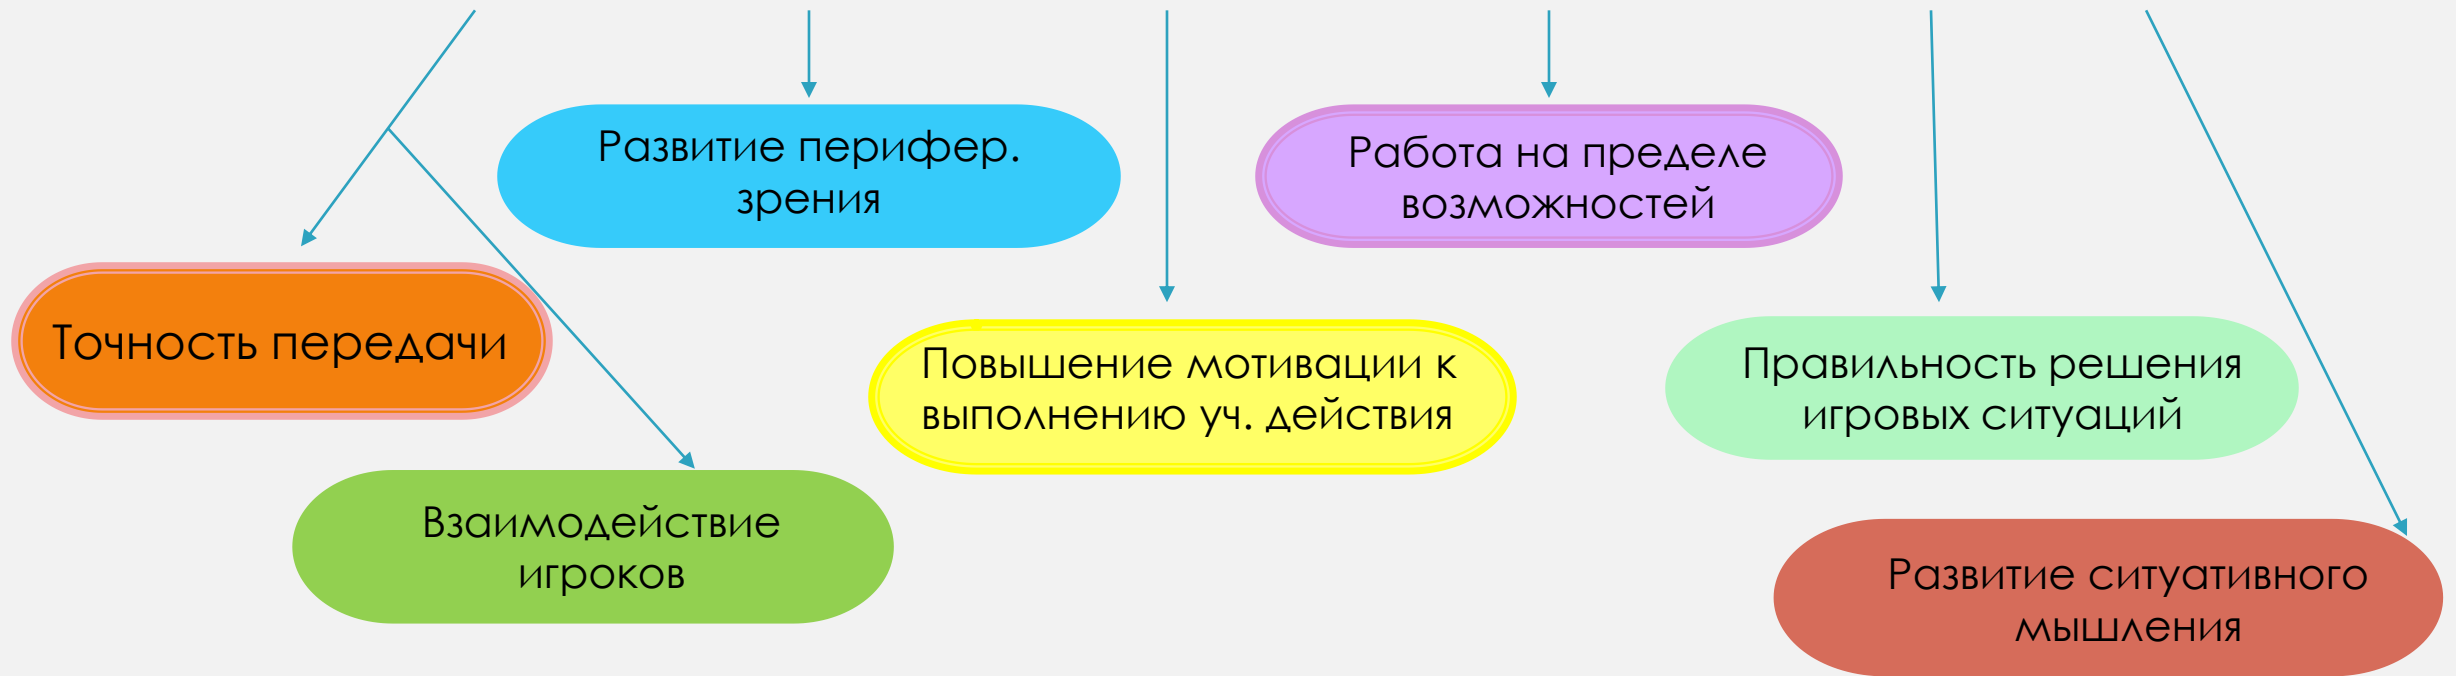 Развитие перифер.
зрения
Работа на пределе
возможностей
Точность передачи
Повышение мотивации к
выполнению уч. действия
Правильность решения
игровых ситуаций
Взаимодействие
игроков
Развитие ситуативного
мышления